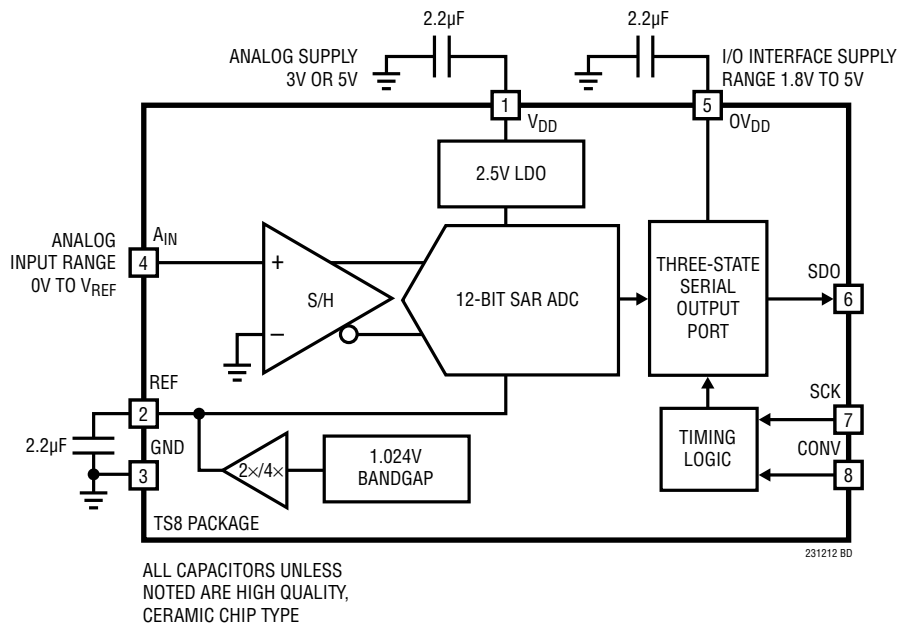 2.2µF
2.2µF
ANALOG SUPPLY
3V OR 5V
I/O INTERFACE SUPPLY
RANGE 1.8V TO 5V
1
VDD
5
OVDD
2.5V LDO
ANALOG
INPUT RANGE
0V TO VREF
AIN
4
+
S/H
–
12-BIT SAR ADC
THREE-STATE
SERIAL
OUTPUT
PORT
SDO
6
REF
2
2.2µF
GND
3
2×/4×
1.024V
BANDGAP
TIMING
LOGIC
SCK
7
CONV
8
TS8 PACKAGE
231212 BD
ALL CAPACITORS UNLESS
NOTED ARE HIGH QUALITY,
CERAMIC CHIP TYPE